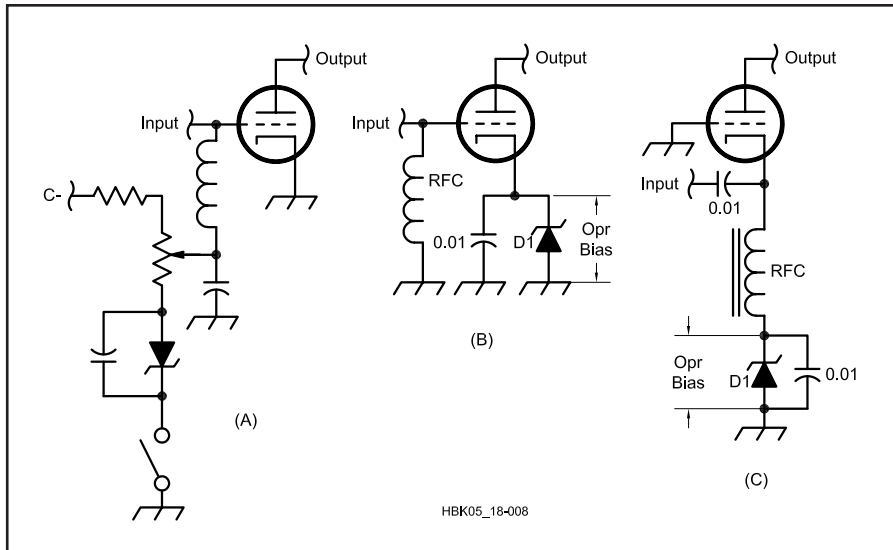 Output
Input
C-
(A)
Output
Input
RFC
0.01
D1
Opr
Bias
(B)
Output
Input
0.01
RFC
Opr
Bias
D1
0.01
(C)
HBK05_18-008